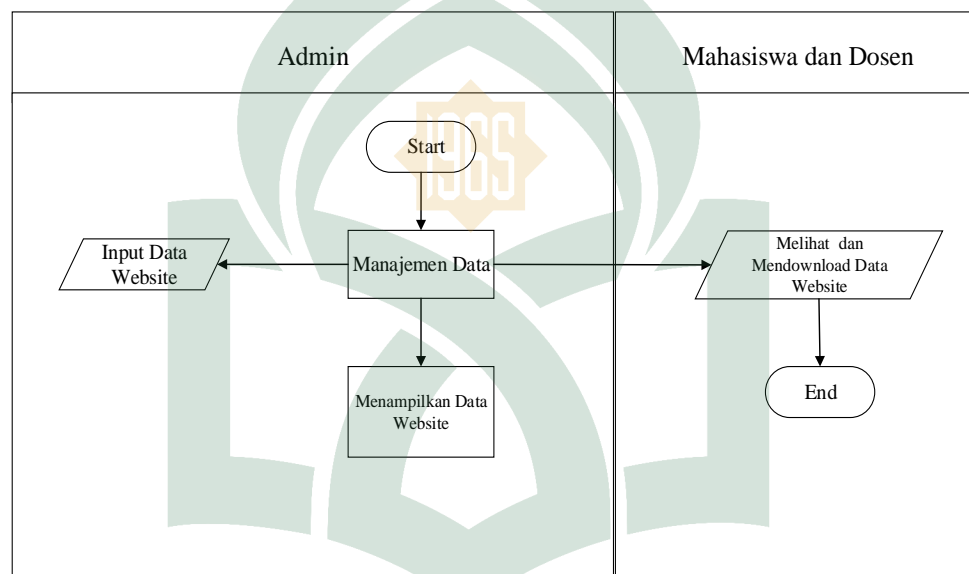 Admin
Mahasiswa dan Dosen
Start
1965
Input Data
Website
Manajemen Data
Melihat dan
Mendownload Data
Website
Menampilkan Data
Website
End